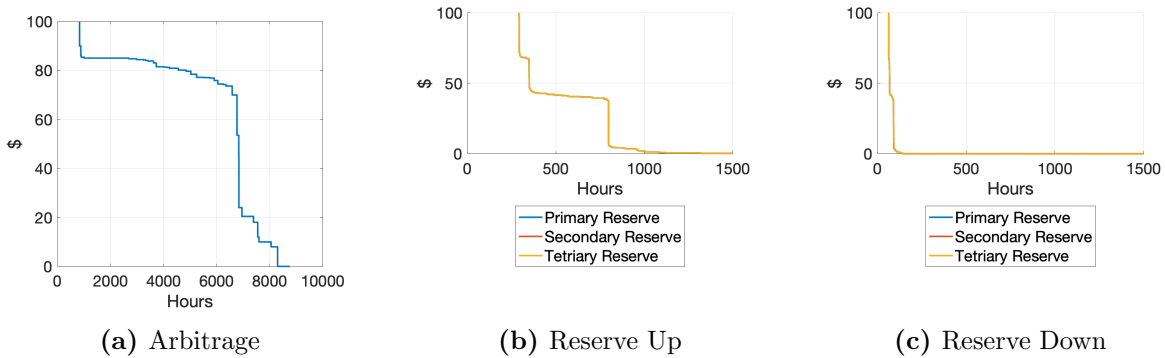 100
80
60
40
20
0
$
0 2000 4000 6000 8000 10000
Hours
(a) Arbitrage
100
50
0
$
0 500 1000 1500
Hours
Primary Reserve
Secondary Reserve
Tetriary Reserve
(b) Reserve Up
100
50
0
$
0 500 1000 1500
Hours
Primary Reserve
Secondary Reserve
Tetriary Reserve
(c) Reserve Down